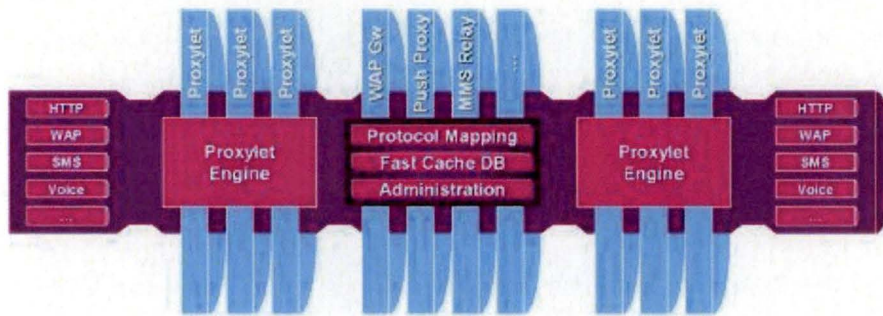 Proxylet
Proxylet
Proxylet
WAP Gw
Push Proxy
MMS Relay
...
Proxylet
Proxylet
Proxylet
HTTP
WAP
SMS
Voice
...
Proxylet
Engine
Protocol Mapping
Fast Cache DB
Administration
Proxylet
Engine
HTTP
WAP
SMS
Voice
...